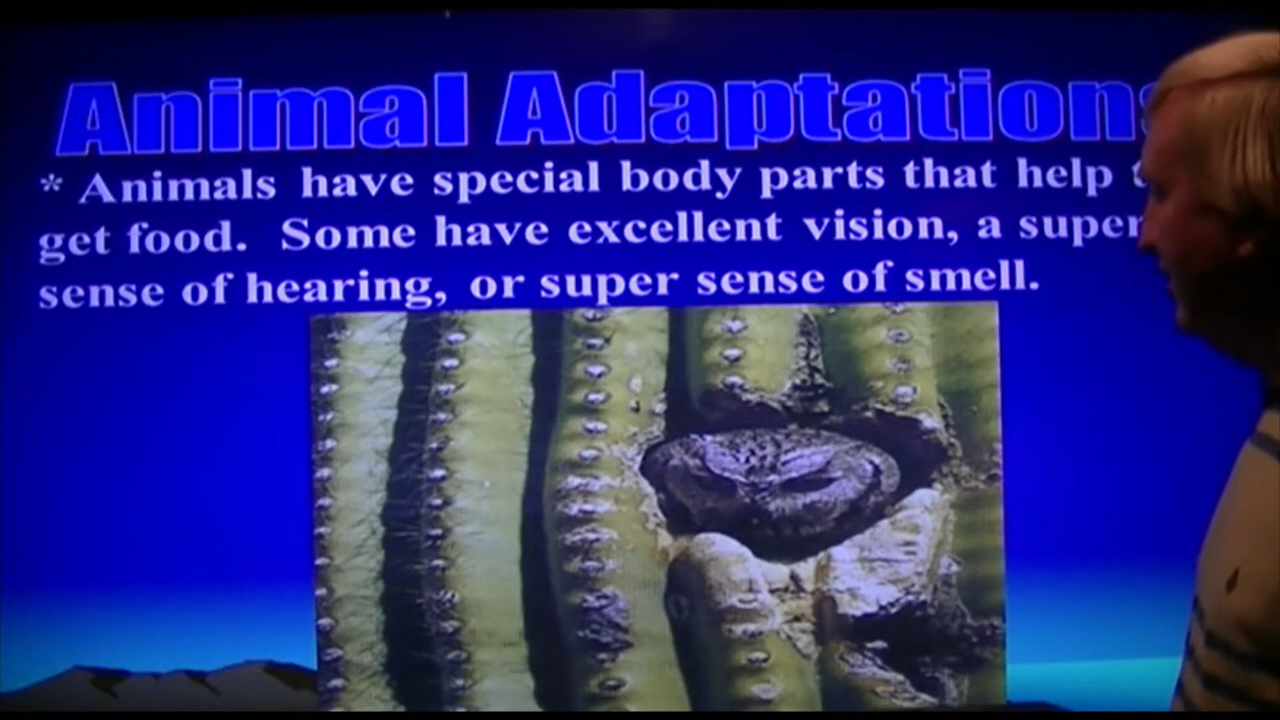 Animal Adaptations
* Animals have special body parts that help
get food. Some have excellent vision, a super
sense of hearing, or super sense of smell.